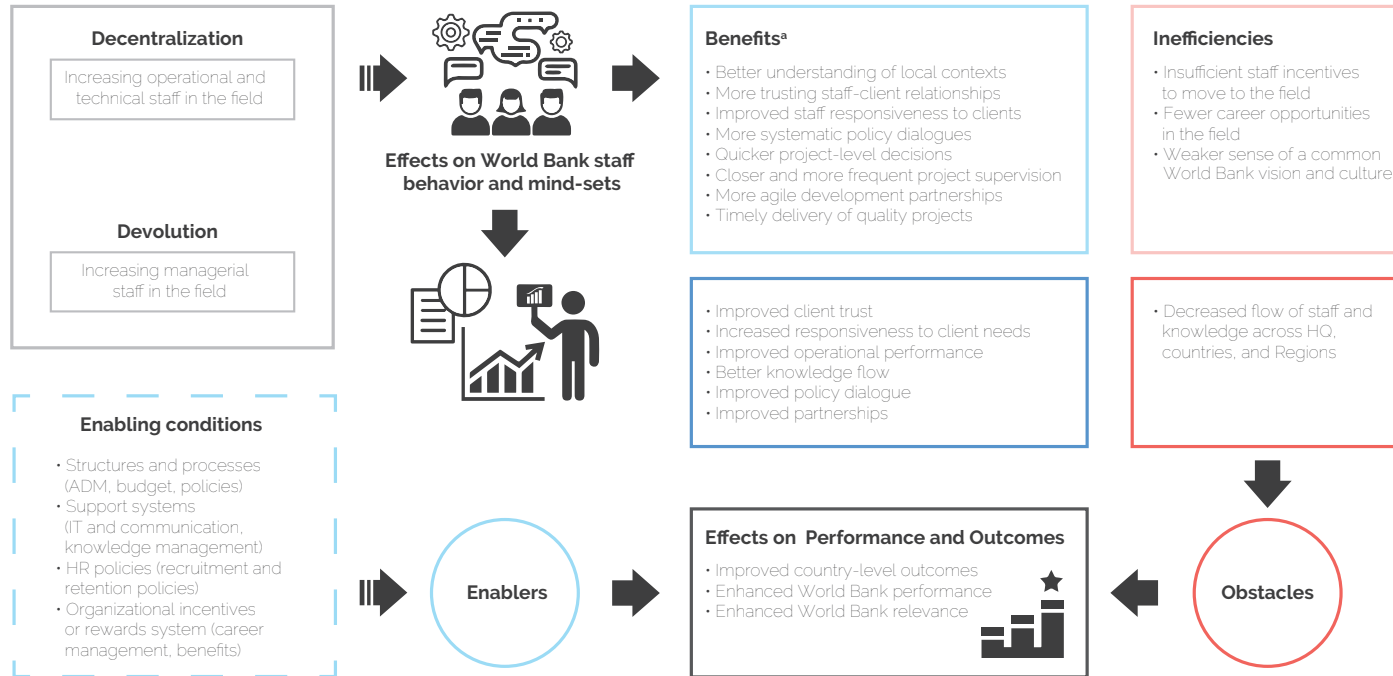 Decentralization
Increasing operational and
technical staff in the field
Devolution
Increasing managerial
staff in the field
Effects on World Bank staff
behavior and mind-sets
Benefitsᵃ
• Better understanding of local contexts
• More trusting staff-client relationships
• Improved staff responsiveness to clients
• More systematic policy dialogues
• Quicker project-level decisions
• Closer and more frequent project supervision
• More agile development partnerships
• Timely delivery of quality projects
Inefficiencies
• Insufficient staff incentives
to move to the field
• Fewer career opportunities
in the field
• Weaker sense of a common
World Bank vision and culture
• Improved client trust
• Increased responsiveness to client needs
• Improved operational performance
• Better knowledge flow
• Improved policy dialogue
• Improved partnerships
• Decreased flow of staff and
knowledge across HQ,
countries, and Regions
Enabling conditions
• Structures and processes
(ADM, budget, policies)
• Support systems
(IT and communication,
knowledge management)
• HR policies (recruitment and
retention policies)
• Organizational incentives
or rewards system (career
management, benefits)
Enablers
Effects on Performance and Outcomes
• Improved country-level outcomes
• Enhanced World Bank performance
• Enhanced World Bank relevance
Obstacles